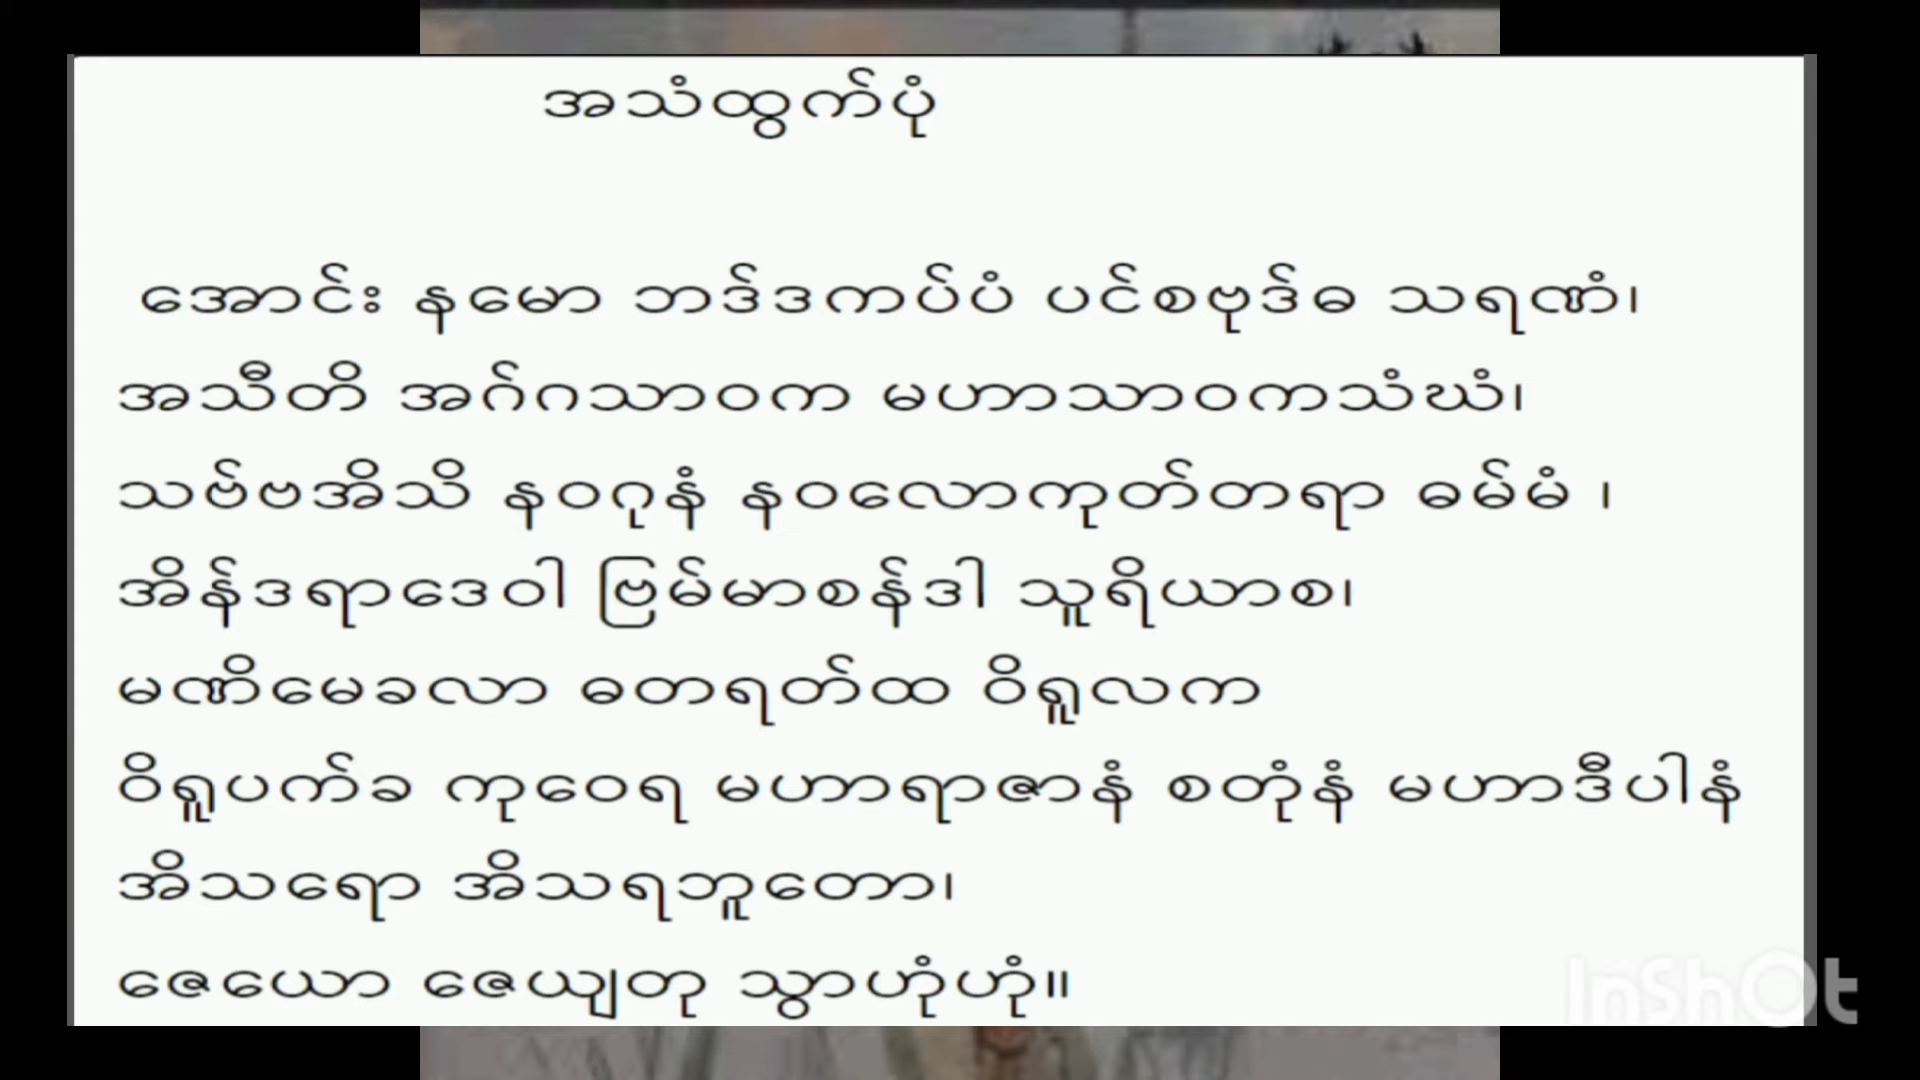 အသံထွက်ပုံ
အောင်း နမော ဘဒ်ဒကပ်ပံ ပင်စဗုဒ်ဓ သရဏံ၊
အသီတိ အဂ်ဂသာဝက မဟာသာဝကသံဃံ၊
သဗ်ဗအိသိ နဝဂုနံ နဝလောကုတ်တရာ ဓမ်မံ ၊
အိန်ဒရာဒေဝါ ဗြမ်မာစန်ဒါ သူရိယာစ၊
မဏိမေခလာ ဓတရတ်ထ ဝိရူလက
ဝိရူပက်ခ ကုဝေရ မဟာရာဇာနံ စတုံနံ မဟာဒီပါနံ
အိသရော အိသရဘူတော၊
ဇေယော ဇေယျတု သွာဟုံဟုံ။
InShOt